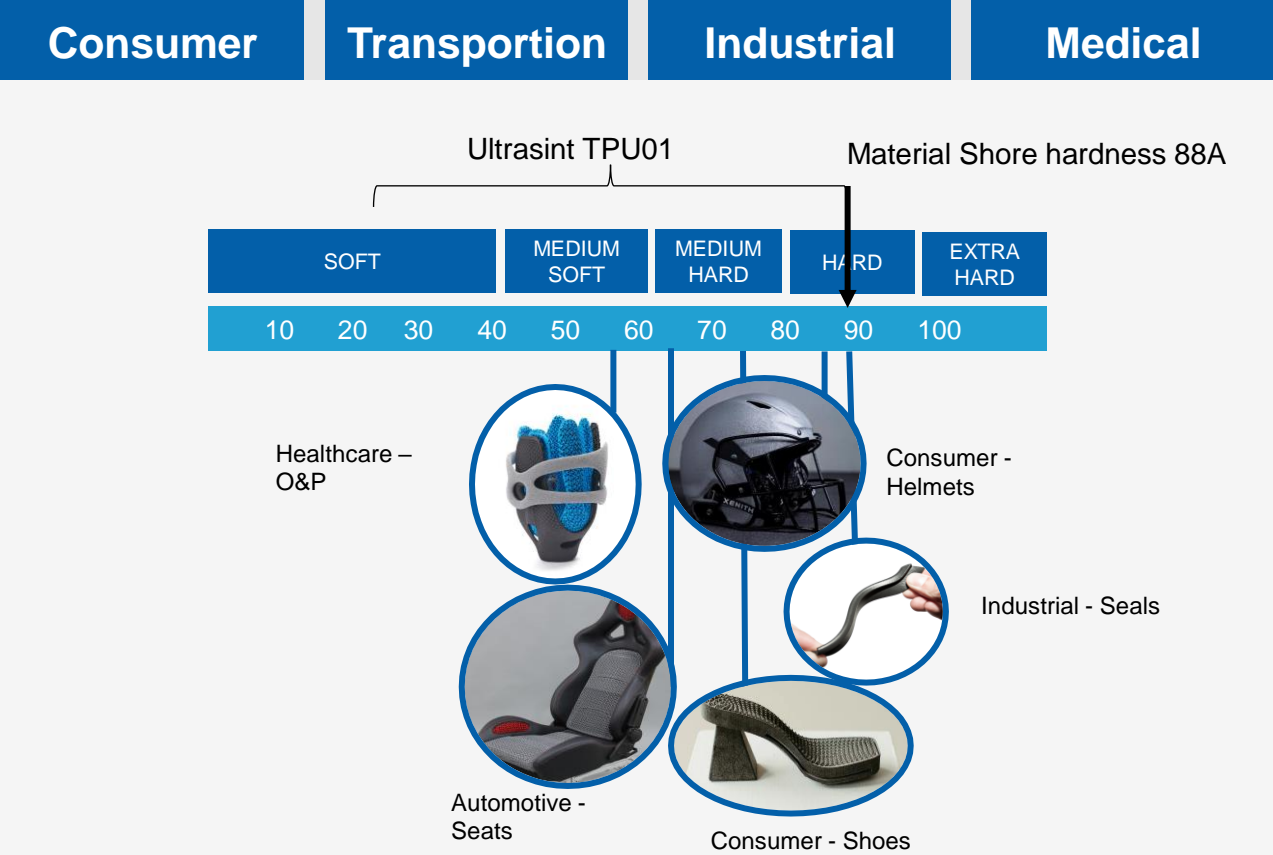 Consumer
Transportion
Industrial
Medical
Ultrasint TPU01
Material Shore hardness 88A
SOFT
MEDIUM
SOFT
MEDIUM
HARD
HARD
EXTRA
HARD
10 20 30 40 50 60 70 80 90 100
Healthcare –
O&P
XENITH
Consumer -
Helmets
Industrial - Seals
Automotive -
Seats
Consumer - Shoes